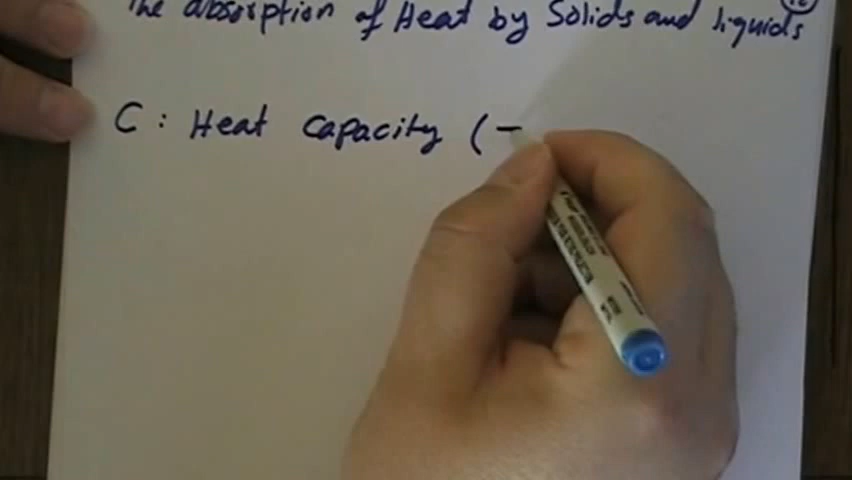 The absorption of Heat by Solids and liquids
C : Heat Capacity (